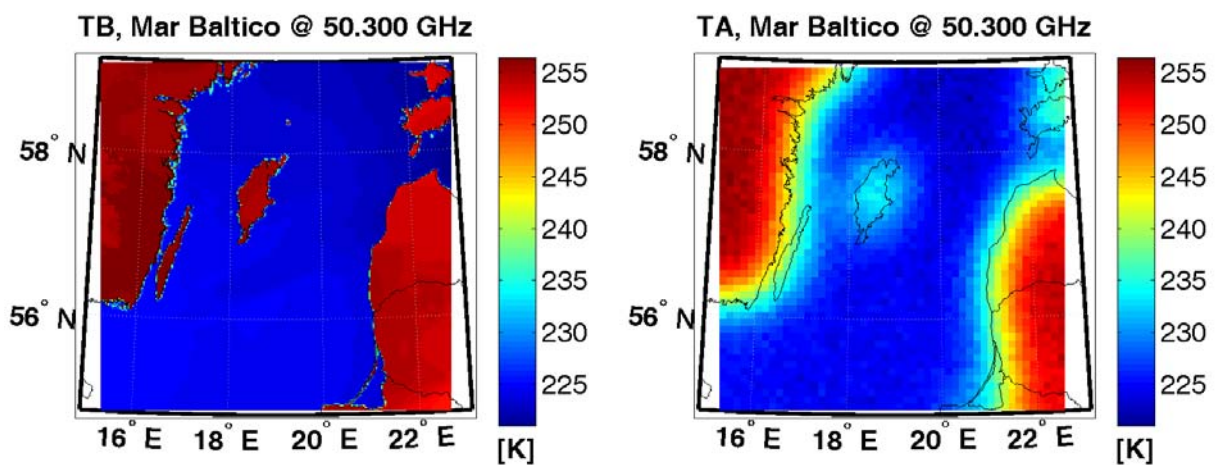 TB, Mar Baltico @ 50.300 GHz
255
250
245
240
235
230
225
[K]
58° N
56° N
16° E
18° E
20° E
22° E
TA, Mar Baltico @ 50.300 GHz
255
250
245
240
235
230
225
[K]
58° N
56° N
16° E
18° E
20° E
22° E